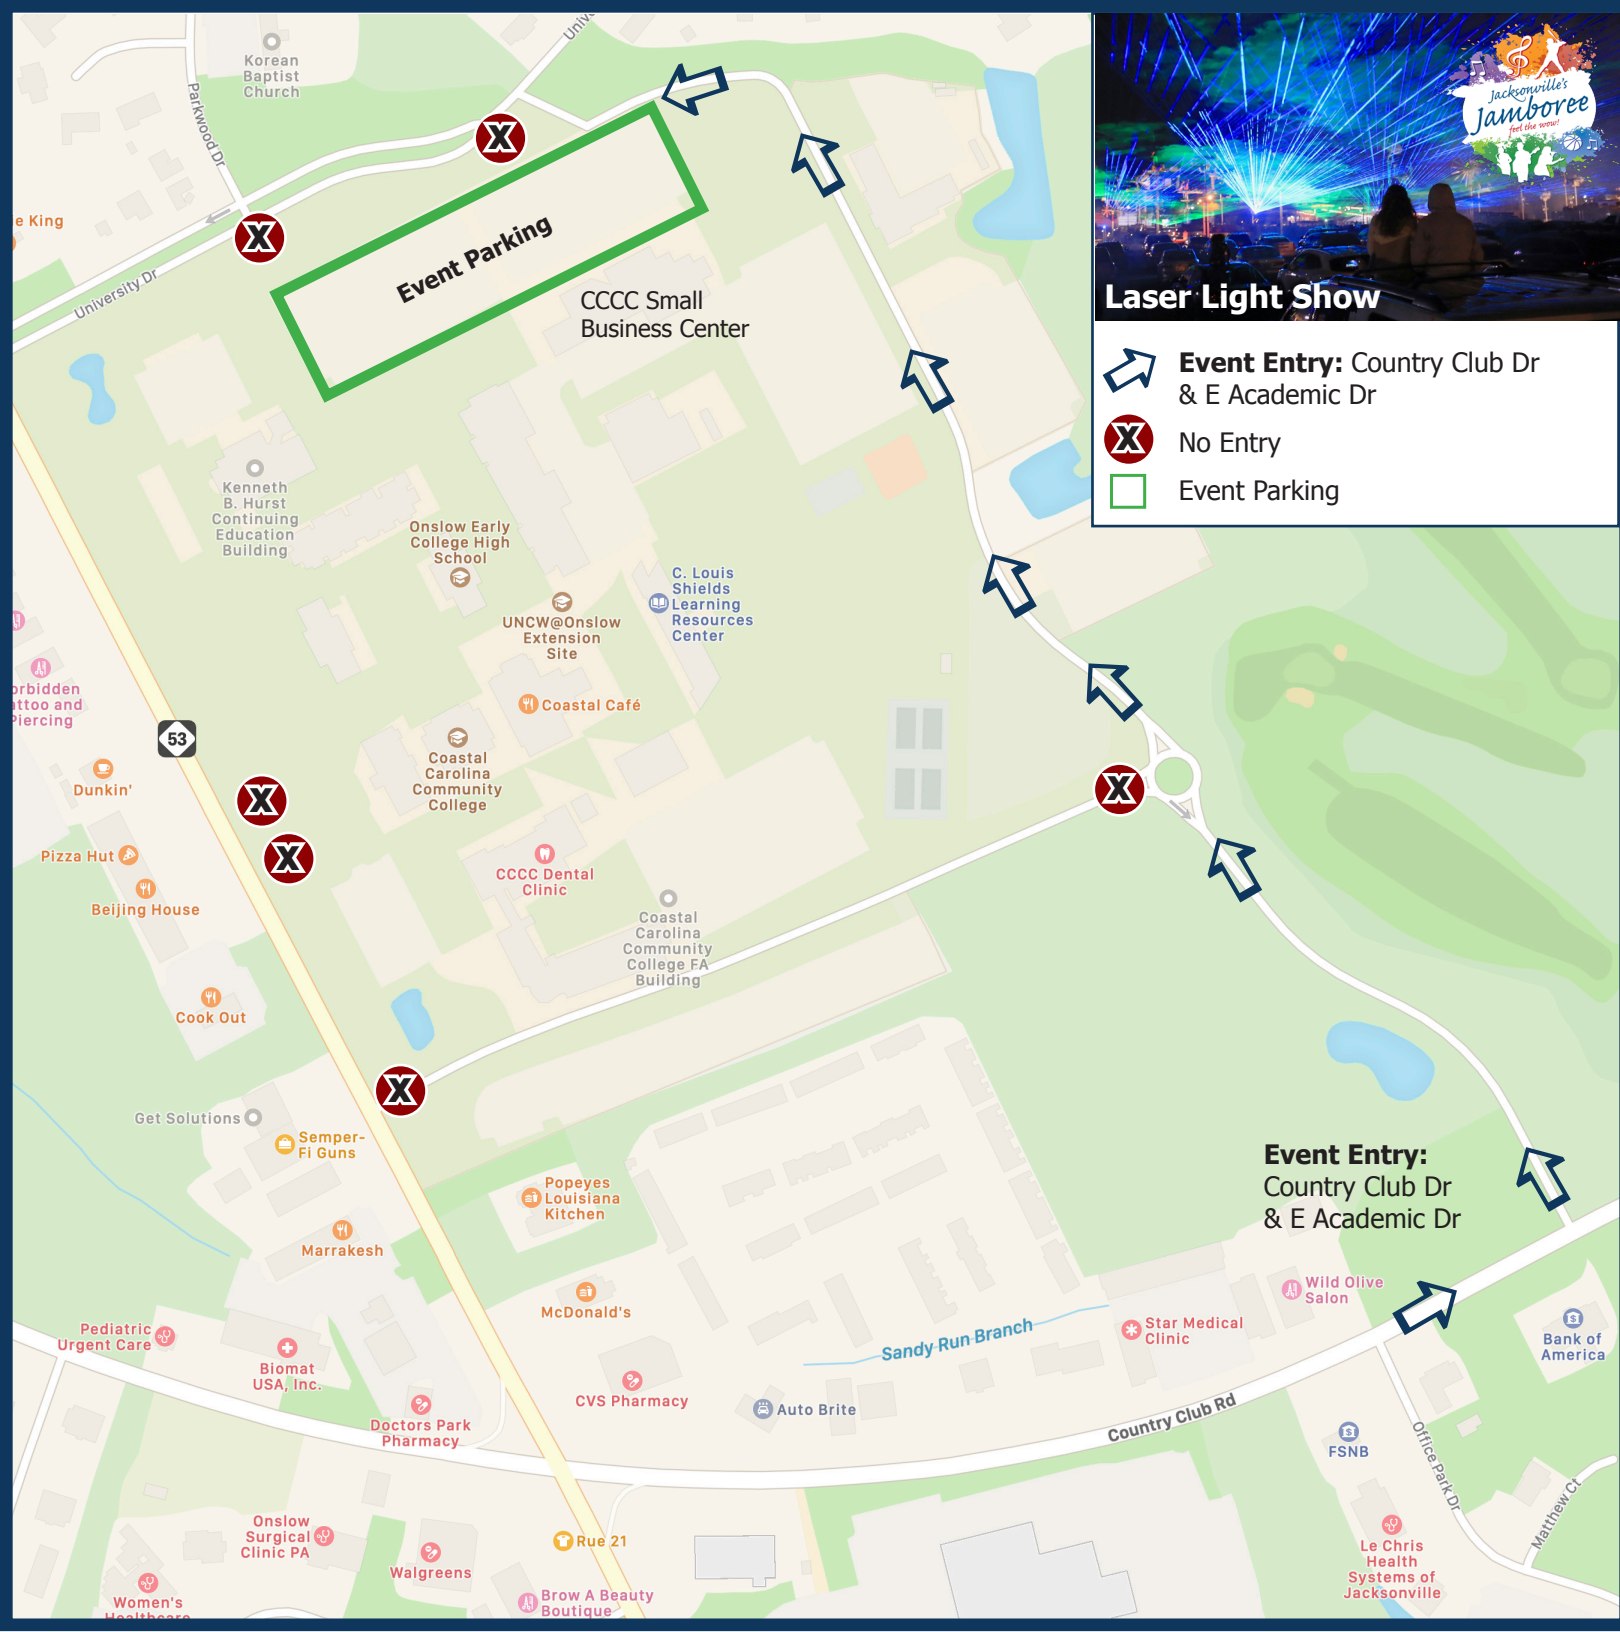 Korean
Baptist
Church
Parkwood Dr
University Dr
e King
Event Parking
CCCC Small
Business Center
Jacksonville's
Jamboree
feel the wow!
Laser Light Show
Event Entry: Country Club Dr
& E Academic Dr
X
No Entry
Event Parking
X
X
Kenneth
B. Hurst
Continuing
Education
Building
Onslow Early
College High
School
UNCW@Onslow
Extension
Site
C. Louis
Shields
Learning
Resources
Center
Coastal Café
orbidden
attoo and
Piercing
53
Dunkin'
X
X
Coastal
Carolina
Community
College
X
Pizza Hut
Beijing House
CCCC Dental
Clinic
Coastal
Carolina
Community
College FA
Building
Cook Out
X
Get Solutions
Semper-
Fi Guns
Popeyes
Louisiana
Kitchen
Event Entry:
Country Club Dr
& E Academic Dr
Marrakesh
McDonald's
Wild Olive
Salon
Pediatric
Urgent Care
Biomat
USA, Inc.
Sandy Run Branch
Star Medical
Clinic
Bank of
America
CVS Pharmacy
Auto Brite
Country Club Rd
Doctors Park
Pharmacy
FSNB
Office Park Dr
Matthew Ct
Onslow
Surgical
Clinic PA
Walgreens
Rue 21
Le Chris
Health
Systems of
Jacksonville
Women's
Healthcare
Brow A Beauty
Boutique